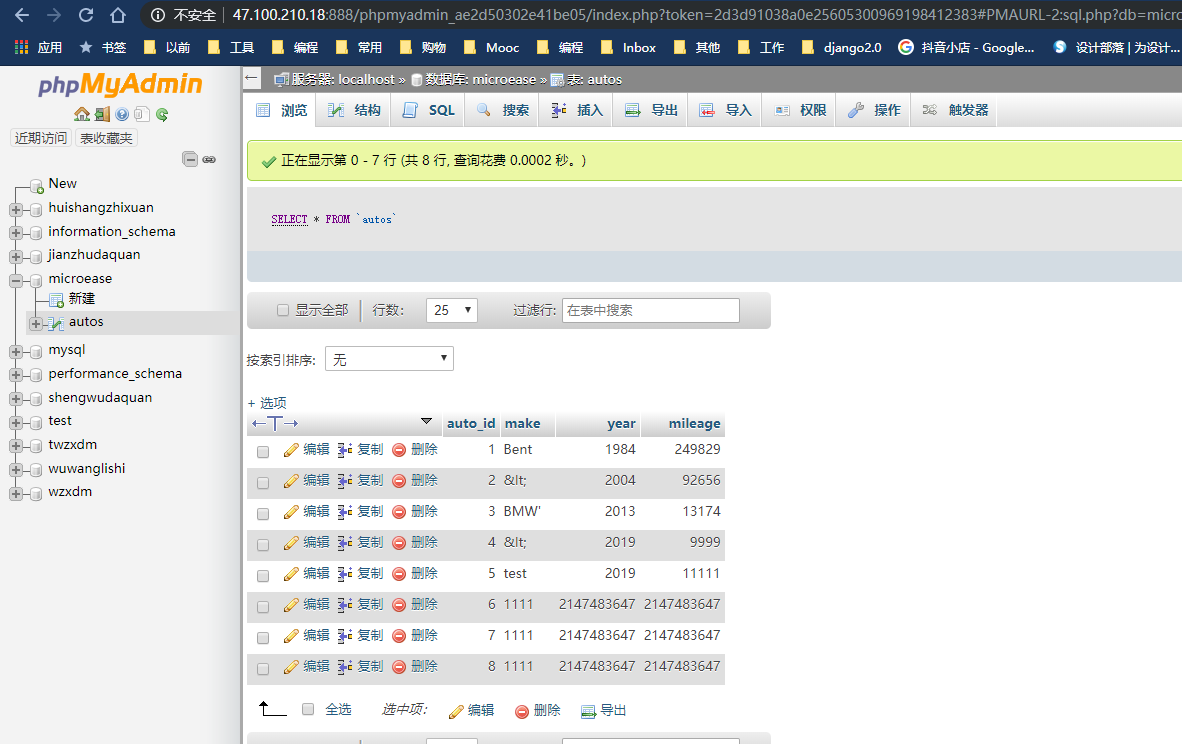 不安全 47.100.210.18:888/phpmyadmin_ae2d50302e41be05/index.php?token=2d3d91038a0e25605300969198412383#PMAURL-2:sql.php?db=micro
应用 书签 以前 工具 编程 常用 购物 Mooc 编程 Inbox 其他 工作 django2.0 抖音小店 - Google... 设计部落 | 为设计...
phpMyAdmin
近期访问 表收藏夹
New
huishangzhixuan
information_schema
jianzhudaquan
microease
新建
autos
mysql
performance_schema
shengwudaquan
test
twzxdm
wuwanglishi
wzxdm
服务器: localhost » 数据库: microease » 表: autos
浏览 结构 SQL 搜索 插入 导出 导入 权限 操作 触发器
正在显示第 0 - 7 行 (共 8 行, 查询花费 0.0002 秒。)
SELECT * FROM `autos`
显示全部 行数: 25 过滤行: 在表中搜索
按索引排序: 无
+ 选项
←T→ auto_id make year mileage
编辑 复制 删除 1 Bent 1984 249829
编辑 复制 删除 2 &lt; 2004 92656
编辑 复制 删除 3 BMW' 2013 13174
编辑 复制 删除 4 &lt; 2019 9999
编辑 复制 删除 5 test 2019 11111
编辑 复制 删除 6 1111 2147483647 2147483647
编辑 复制 删除 7 1111 2147483647 2147483647
编辑 复制 删除 8 1111 2147483647 2147483647
全选 选中项: 编辑 删除 导出